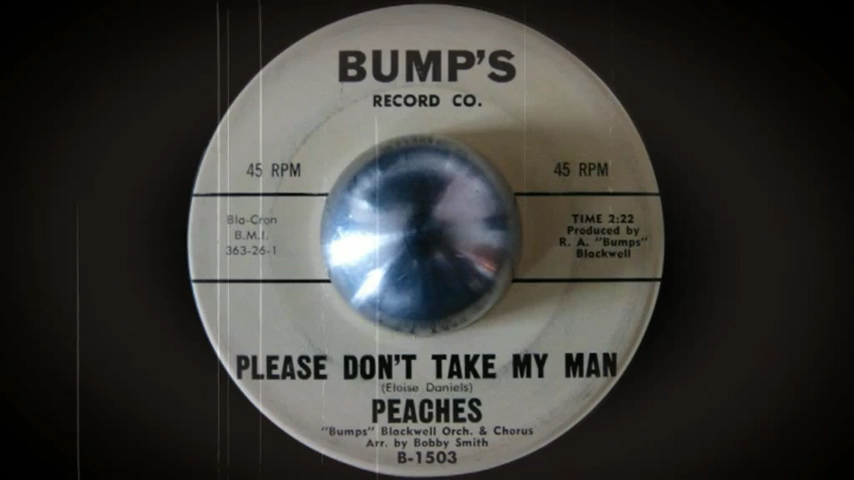 BUMP'S
RECORD CO.
45 RPM
45 RPM
Blo-Cron
B.M.I.
363-26-1
TIME 2:22
Produced by
R. A. "Bumps"
Blackwell
PLEASE DON'T TAKE MY MAN
(Eloise Daniels)
PEACHES
"Bumps" Blackwell Orch. & Chorus
Arr. by Bobby Smith
B-1503